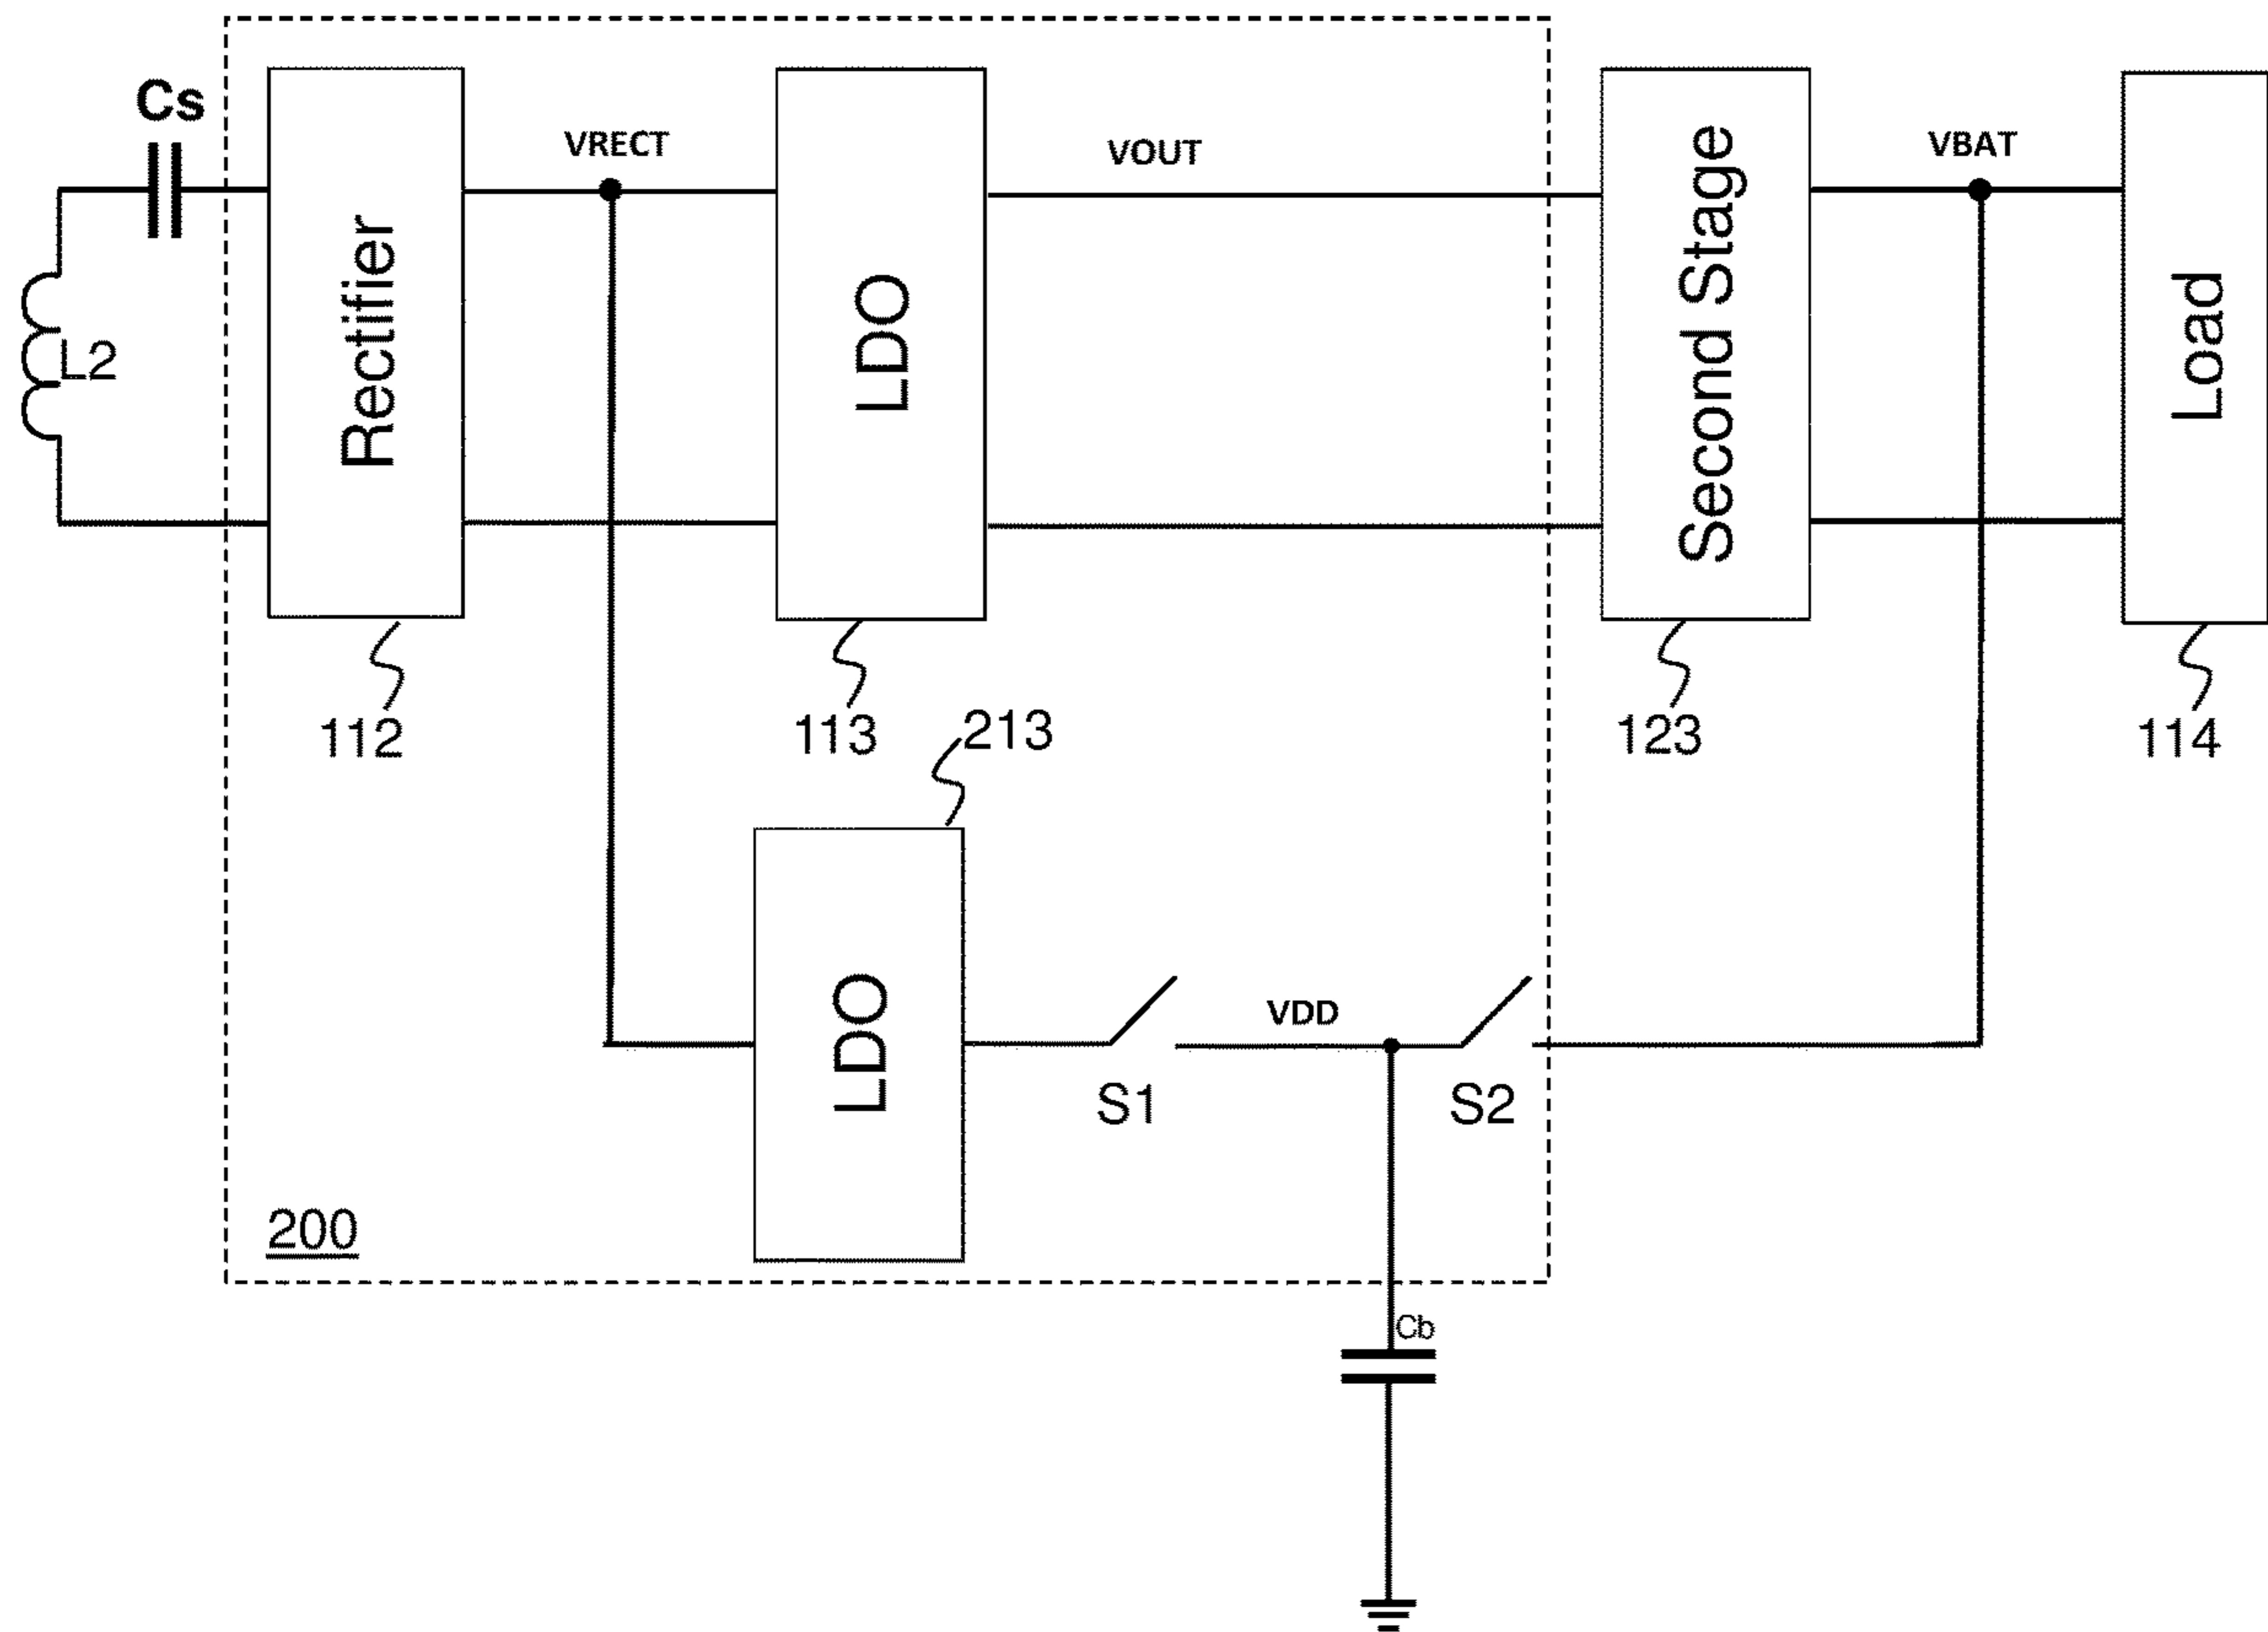 Cs
VRECT
VOUT
VBAT
L2
Rectifier
LDO
Second Stage
Load
112
113
213
123
114
LDO
VDD
S1
S2
200
Cb